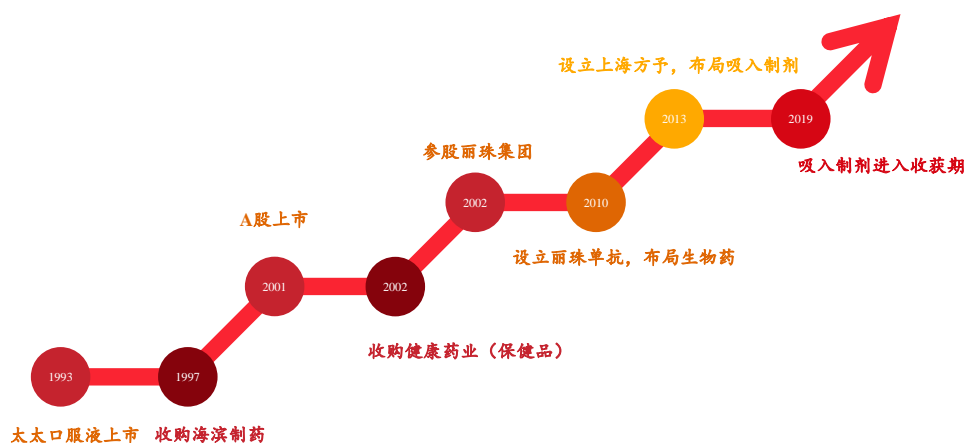 设立上海方予，布局吸入制剂
2013
2019
参股丽珠集团
吸入制剂进入收获期
2002
2010
A股上市
设立丽珠单抗，布局生物药
2001
2002
收购健康药业（保健品）
1993
1997
太太口服液上市
收购海滨制药